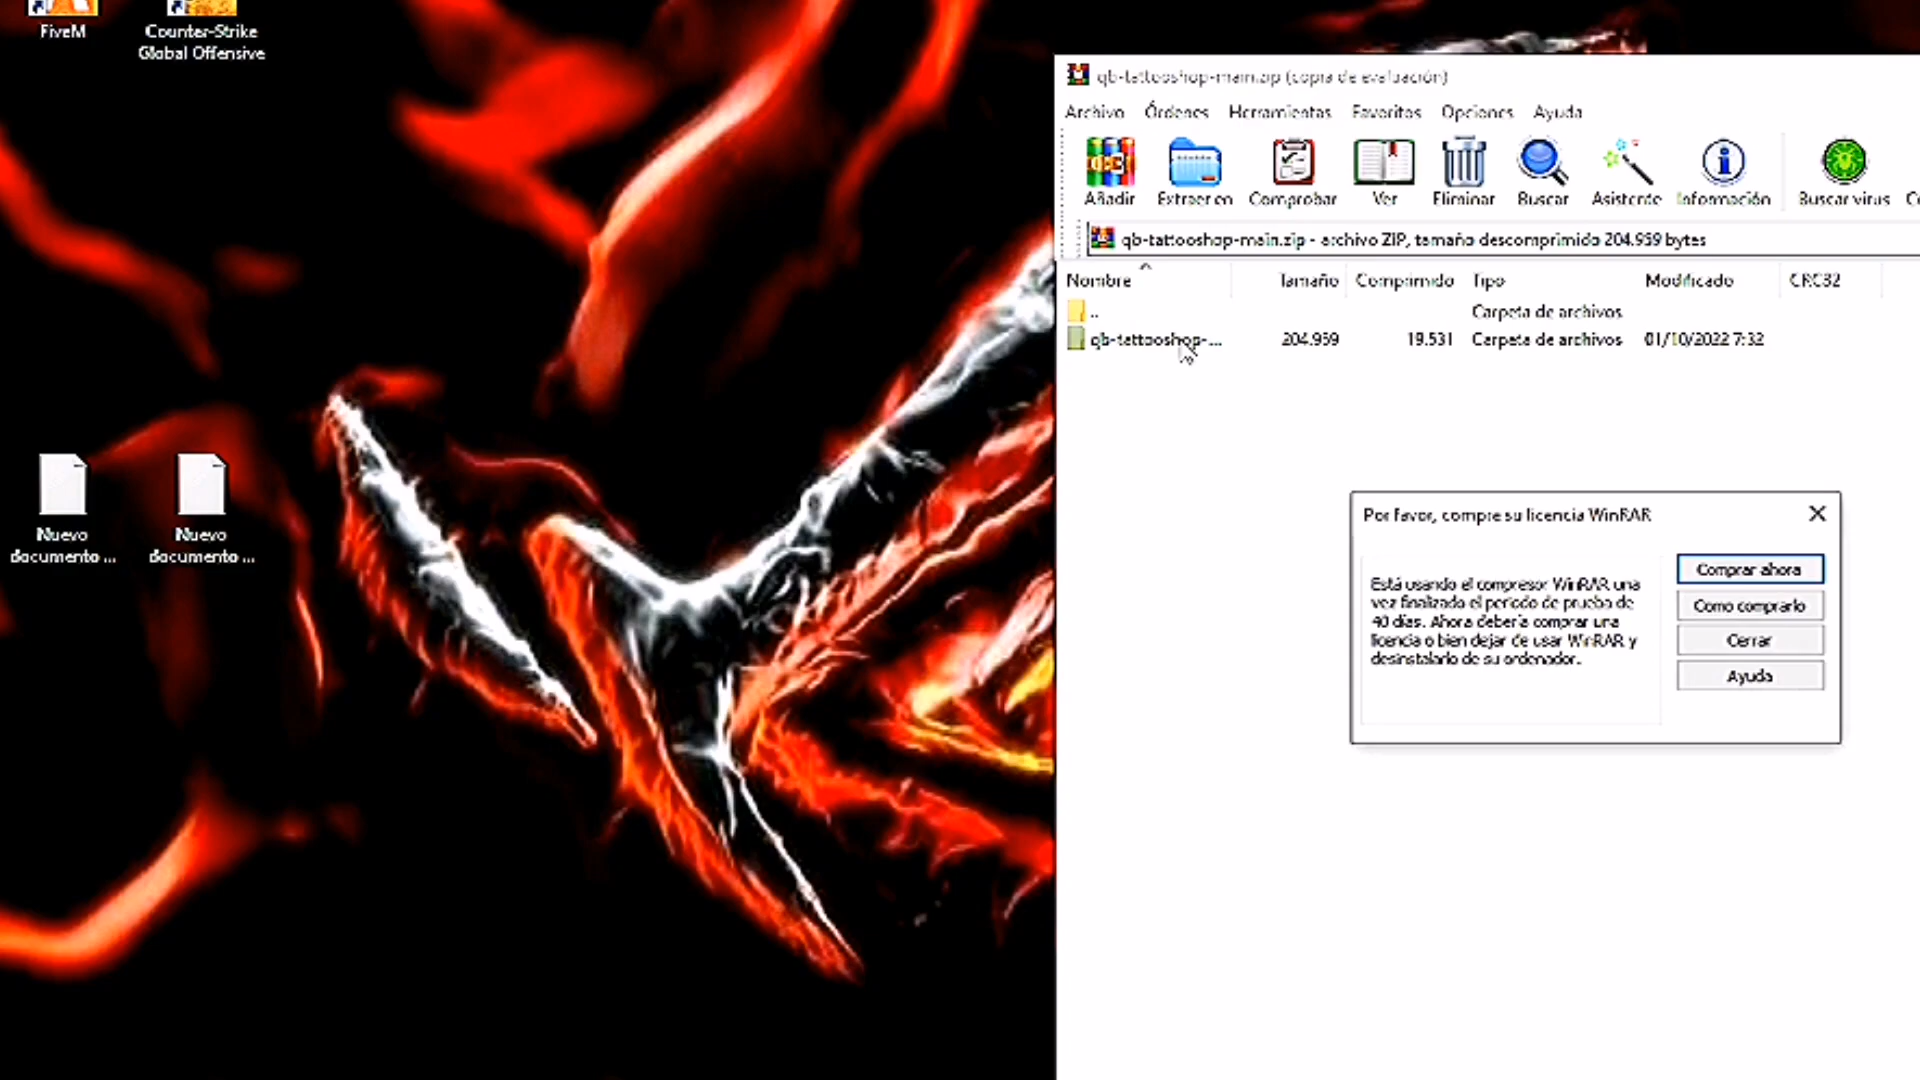 FiveM
Counter-Strike
Global Offensive
Nuevo
documento ...
Nuevo
documento ...
qb-tattooshop-main.zip (copia de evaluación)
Archivo Órdenes Herramientas Favoritos Opciones Ayuda
Añadir Extraer en Comprobar Ver Eliminar Buscar Asistente Información Buscar virus
qb-tattooshop-main.zip - archivo ZIP, tamaño descomprimido 204.959 bytes
Nombre Tamaño Comprimido Tipo Modificado CRC32
.. Carpeta de archivos
qb-tattooshop-... 204.959 19.531 Carpeta de archivos 01/10/2022 7:32
Por favor, compre su licencia WinRAR
Está usando el compresor WinRAR una
vez finalizado el periodo de prueba de
40 días. Ahora debería comprar una
licencia o bien dejar de usar WinRAR y
desinstalarlo de su ordenador.
Comprar ahora
Como comprarlo
Cerrar
Ayuda